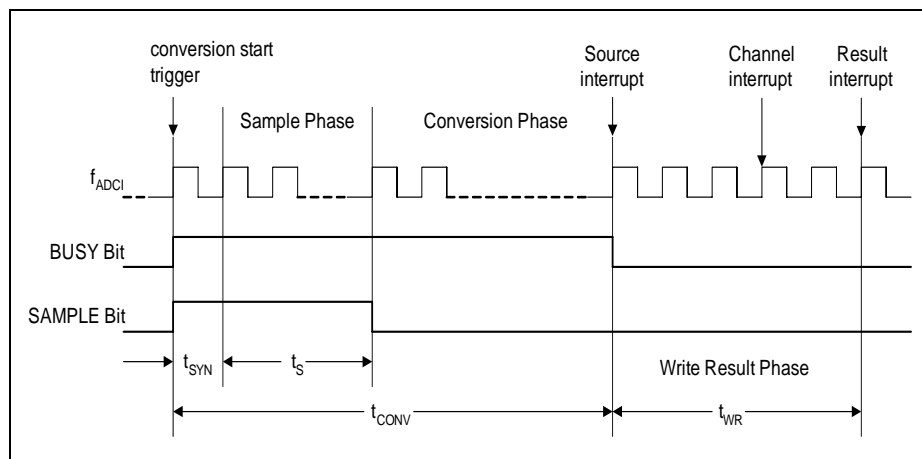 conversion start
trigger
Source
interrupt
Channel
interrupt
Result
interrupt
Sample Phase
Conversion Phase
fADCI
BUSY Bit
SAMPLE Bit
tSYN
tS
Write Result Phase
tCONV
tWR